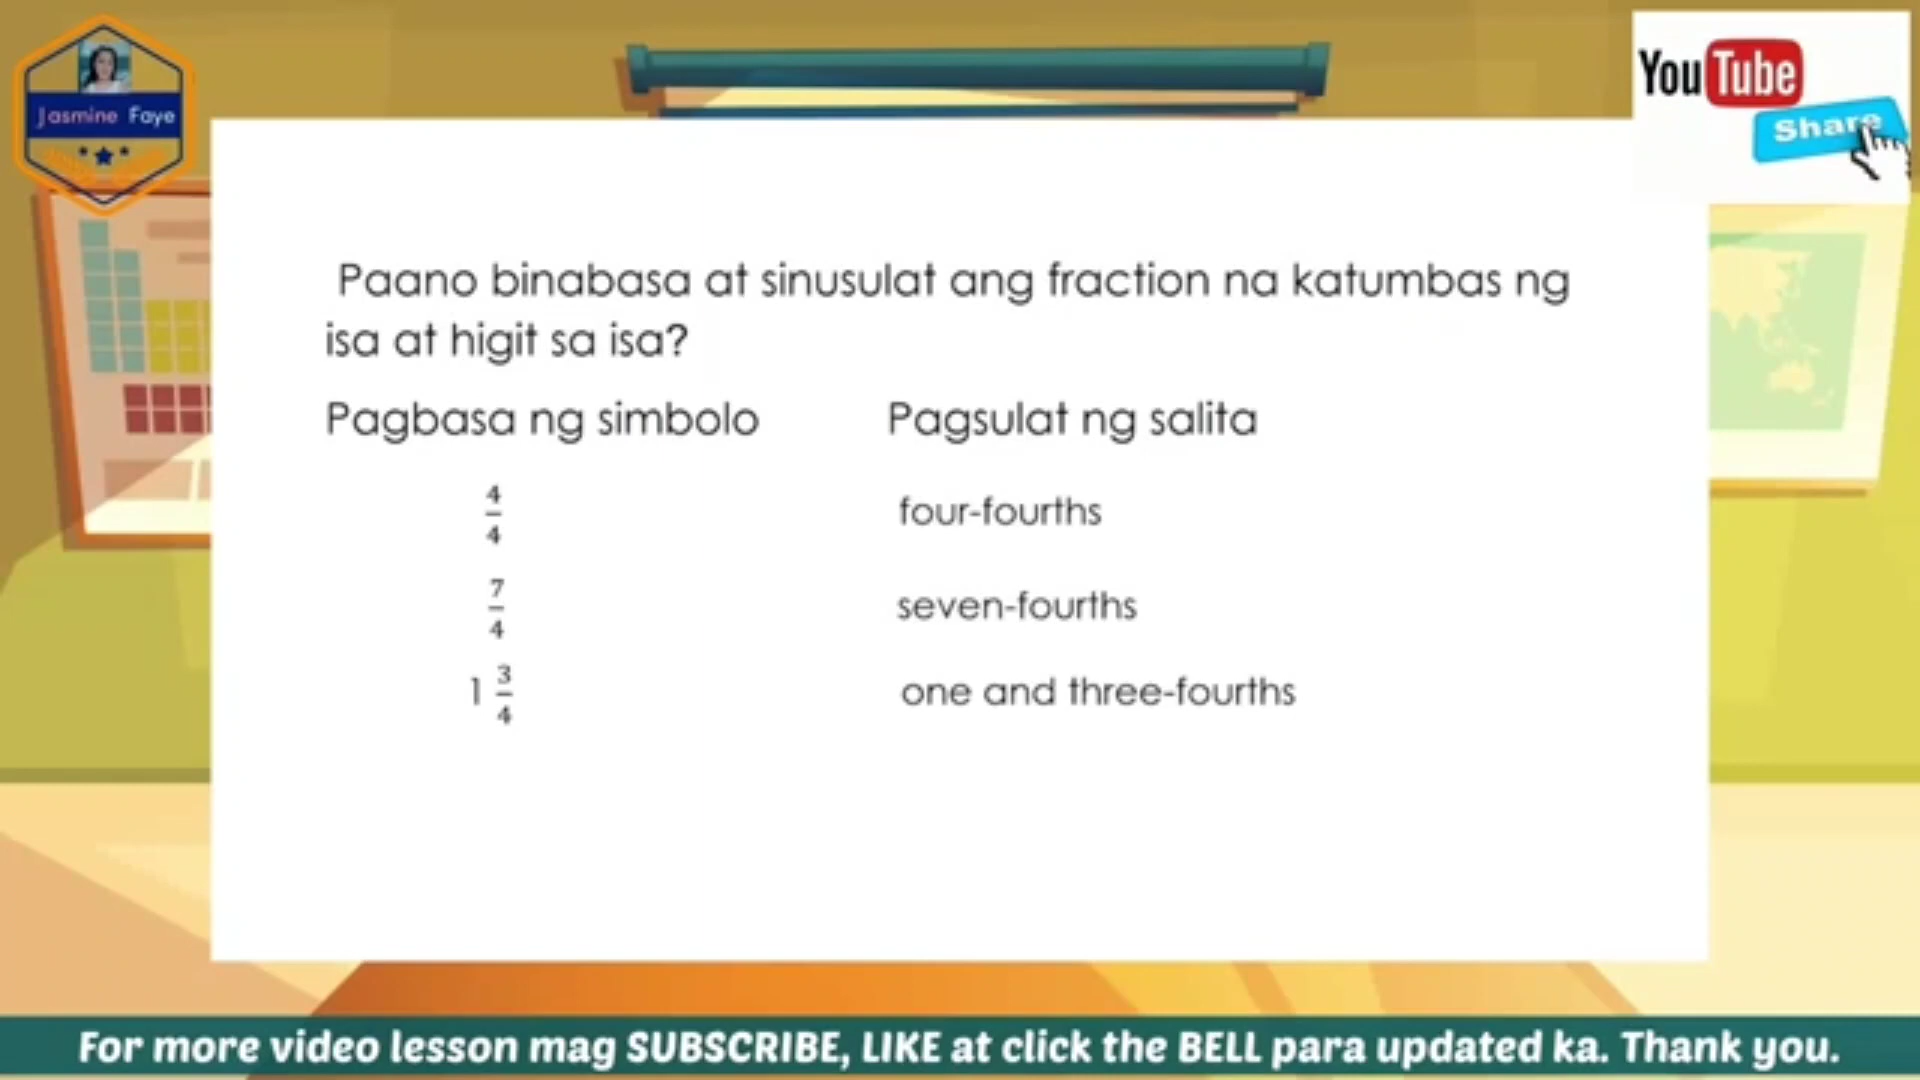 Jasmine Faye
YouTube
Share
Paano binabasa at sinusulat ang fraction na katumbas ng
isa at higit sa isa?
Pagbasa ng simbolo Pagsulat ng salita
4/4 four-fourths
7/4 seven-fourths
1 3/4 one and three-fourths
For more video lesson mag SUBSCRIBE, LIKE at click the BELL para updated ka. Thank you.